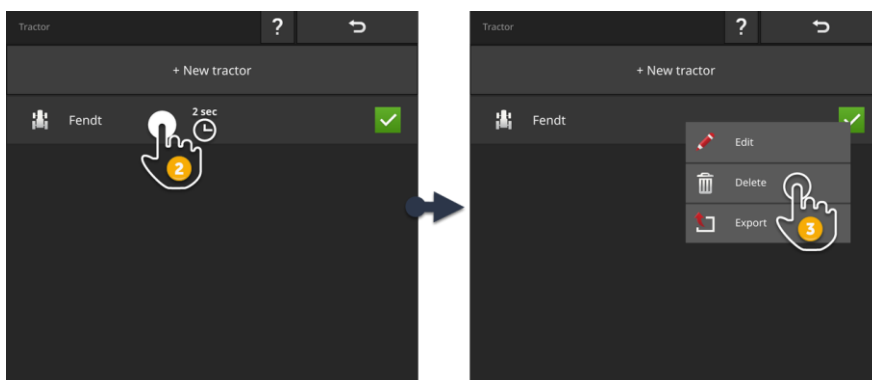 Tractor ?
+ New tractor
Fendt
2 sec
2
Tractor ?
+ New tractor
Fendt
Edit
Delete
Export
3